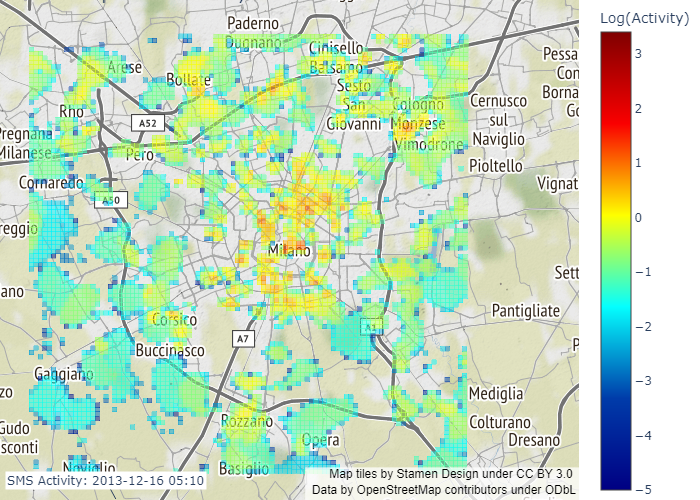 Log(Activity)
3
2
1
0
−1
−2
−3
−4
−5
Paderno
Dugnano
Cinisello
Balsamo
Arese
Bollate
Sesto
San
Giovanni
Cologno
Monzese
Vimodrone
Cernusco
sul
Naviglio
Pioltello
Pessa
Con
Borna
Go
Rho
A52
Pregnana
Milanese
Pero
Cornaredo
A50
Vignat
reggio
Milano
Sett
ano
Pantigliate
Corsico
A7
A1
Buccinasco
P
Gaggiano
zo
Mediglia
Rozzano
Colturano
Gudo
sconti
Opera
Dresano
Noviglio
Basiglio
SMS Activity: 2013-12-16 05:10
Map tiles by Stamen Design under CC BY 3.0
Data by OpenStreetMap contributors under ODbL